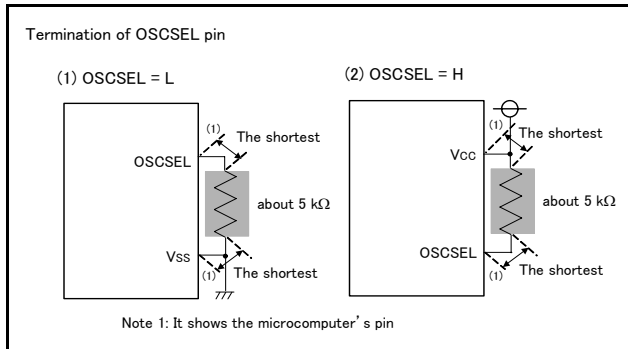 Termination of OSCSEL pin
(1) OSCSEL = L
(1)
The shortest
OSCSEL
about 5 kΩ
Vss
(1)
The shortest
(2) OSCSEL = H
(1)
The shortest
Vcc
about 5 kΩ
OSCSEL
(1)
The shortest
Note 1: It shows the microcomputer's pin